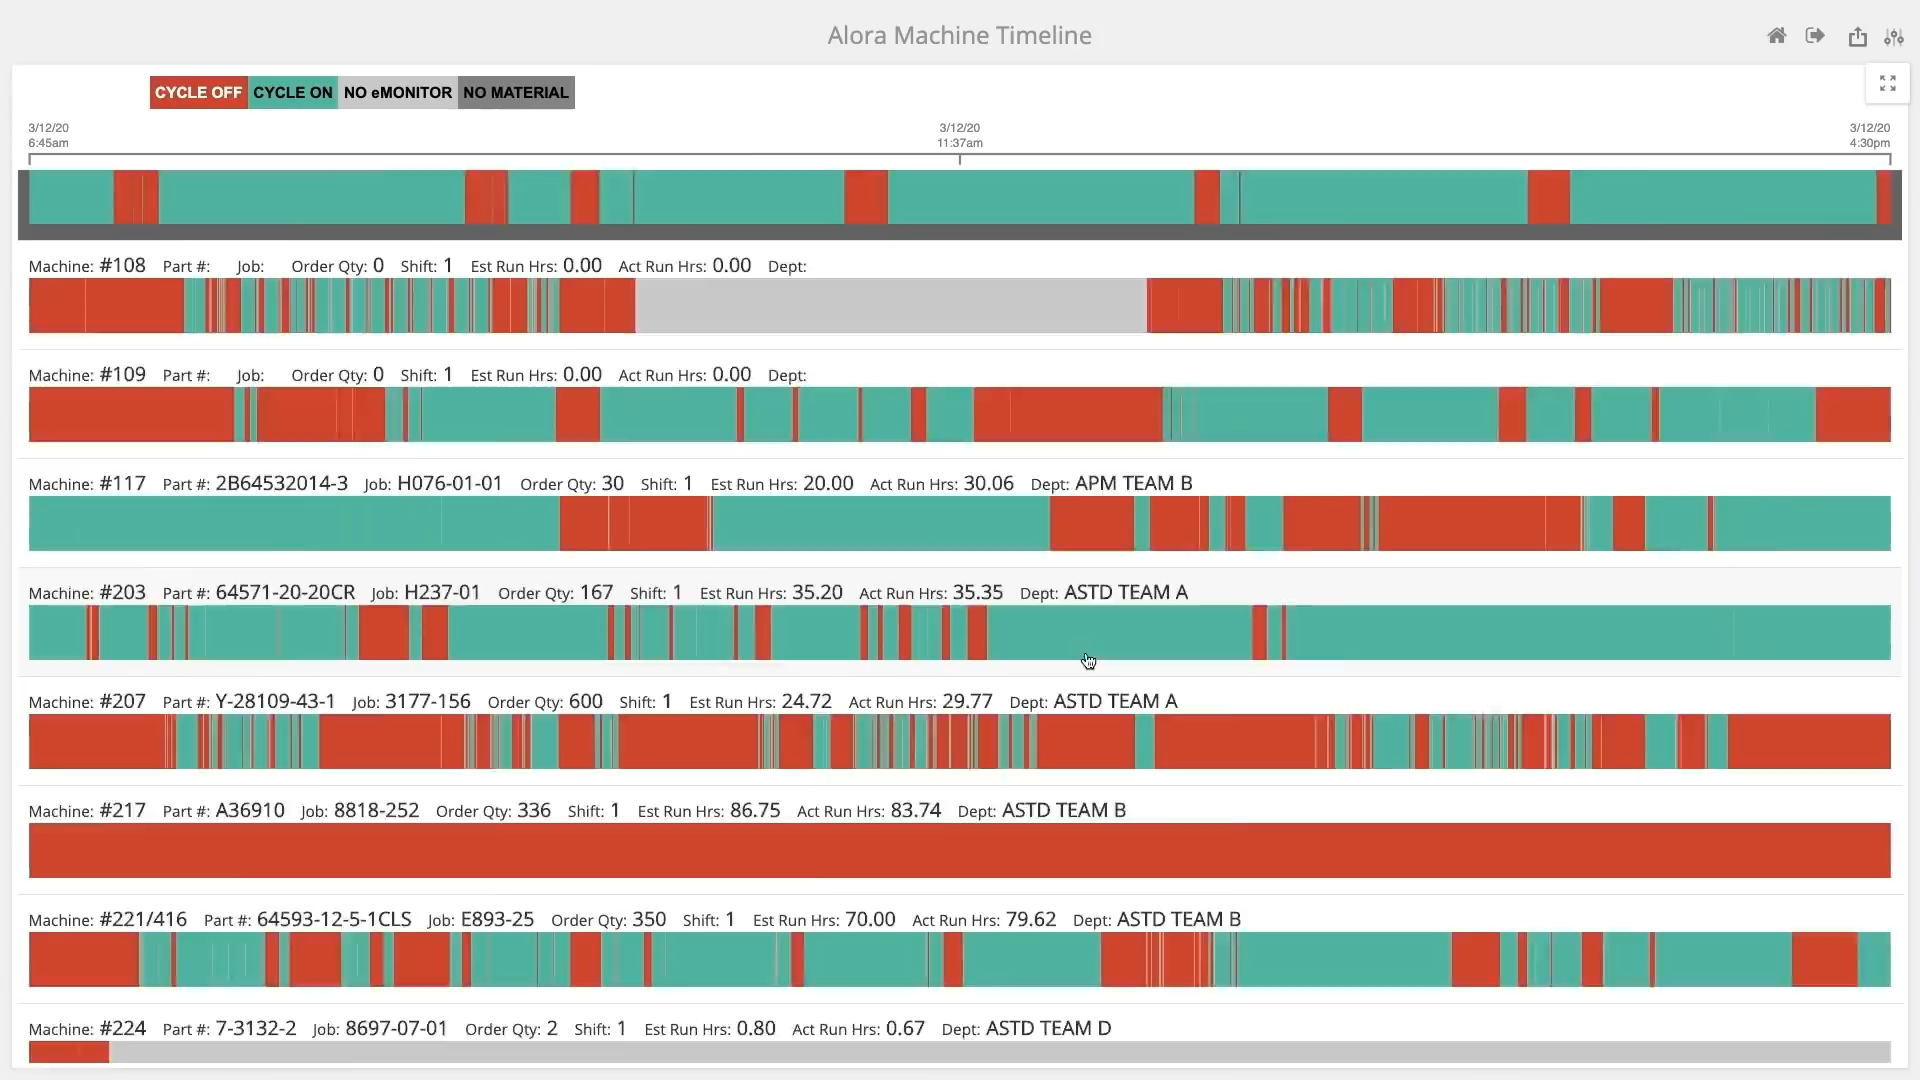 Alora Machine Timeline
CYCLE OFF CYCLE ON NO eMONITOR NO MATERIAL
3/12/20 3/12/20 3/12/20
6:45am 11:37am 4:30pm
Machine: #108 Part #: Job: Order Qty: 0 Shift: 1 Est Run Hrs: 0.00 Act Run Hrs: 0.00 Dept:
Machine: #109 Part #: Job: Order Qty: 0 Shift: 1 Est Run Hrs: 0.00 Act Run Hrs: 0.00 Dept:
Machine: #117 Part #: 2B64532014-3 Job: H076-01-01 Order Qty: 30 Shift: 1 Est Run Hrs: 20.00 Act Run Hrs: 30.06 Dept: APM TEAM B
Machine: #203 Part #: 64571-20-20CR Job: H237-01 Order Qty: 167 Shift: 1 Est Run Hrs: 35.20 Act Run Hrs: 35.35 Dept: ASTD TEAM A
Machine: #207 Part #: Y-28109-43-1 Job: 3177-156 Order Qty: 600 Shift: 1 Est Run Hrs: 24.72 Act Run Hrs: 29.77 Dept: ASTD TEAM A
Machine: #217 Part #: A36910 Job: 8818-252 Order Qty: 336 Shift: 1 Est Run Hrs: 86.75 Act Run Hrs: 83.74 Dept: ASTD TEAM B
Machine: #221/416 Part #: 64593-12-5-1CLS Job: E893-25 Order Qty: 350 Shift: 1 Est Run Hrs: 70.00 Act Run Hrs: 79.62 Dept: ASTD TEAM B
Machine: #224 Part #: 7-3132-2 Job: 8697-07-01 Order Qty: 2 Shift: 1 Est Run Hrs: 0.80 Act Run Hrs: 0.67 Dept: ASTD TEAM D